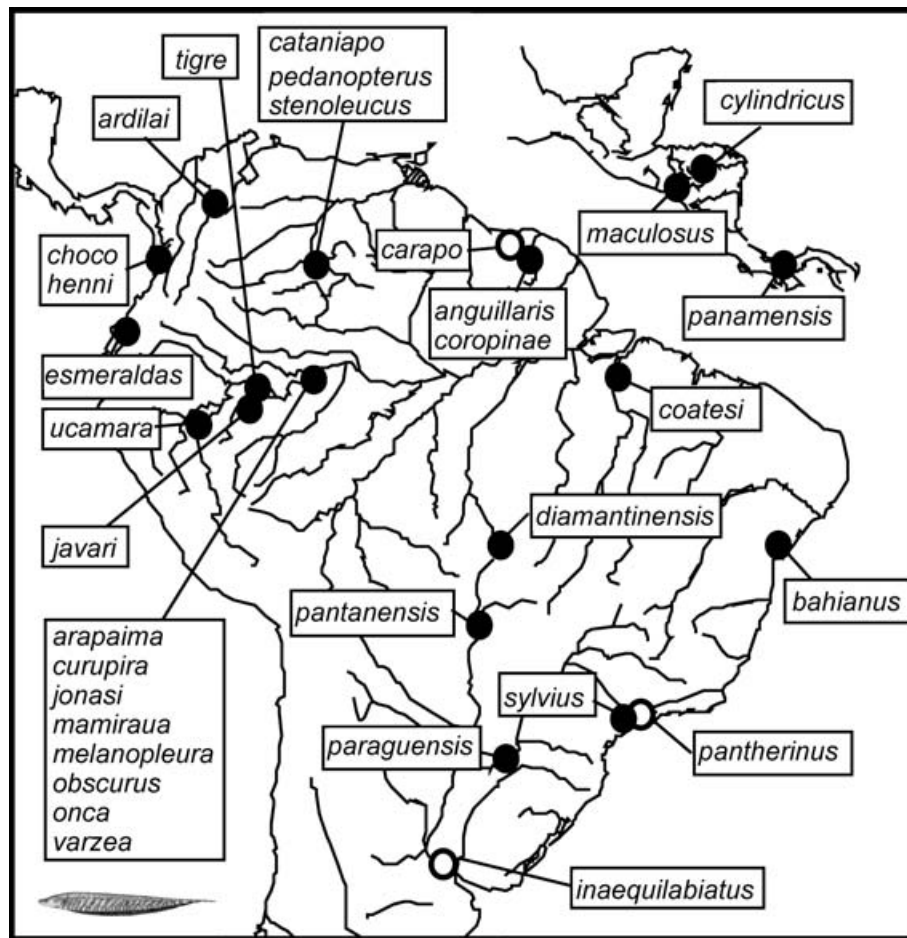 cataniapo
pedanopterus
stenoleucus
tigre
ardilai
cylindricus
maculosus
panamensis
choco
henni
carapo
anguillaris
coropinae
esmeraldas
ucamara
coatesi
javari
diamantinensis
bahianus
pantanensis
arapaima
curupira
jonasi
mamiraua
melanopleura
obscurus
onca
varzea
sylvius
paraguensis
pantherinus
inaequilabiatus